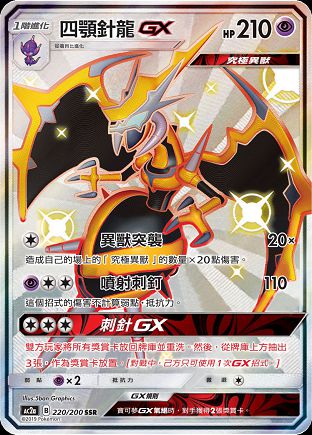 1階進化
四顎針龍GX
HP210
從毒貝比進化
究極異獸
異獸突襲 20×
造成自己的場上的「究極異獸」的數量×20點傷害。
噴射刺釘 110
這個招式的傷害不計算弱點・抵抗力。
刺針GX
雙方玩家將所有獎賞卡放回牌庫並重洗。然後,從牌庫上方抽出
3張,作為獎賞卡放置。[對戰中,己方只可使用1次GX招式。]
弱點 ×2 抵抗力 撤退
Illus. 5ban Graphics
GX規則
AC2a B 220/200 SSR
寶可夢GX氣絕時,對手獲得2張獎賞卡。
©2019 Pokémon